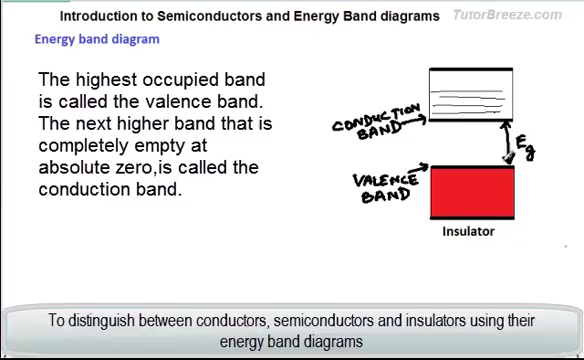 Introduction to Semiconductors and Energy Band diagrams
TutorBreeze.com
Energy band diagram
The highest occupied band
is called the valence band.
The next higher band that is
completely empty at
absolute zero,is called the
conduction band.
CONDUCTION
BAND
Eg
VALENCE
BAND
Insulator
To distinguish between conductors, semiconductors and insulators using their
energy band diagrams